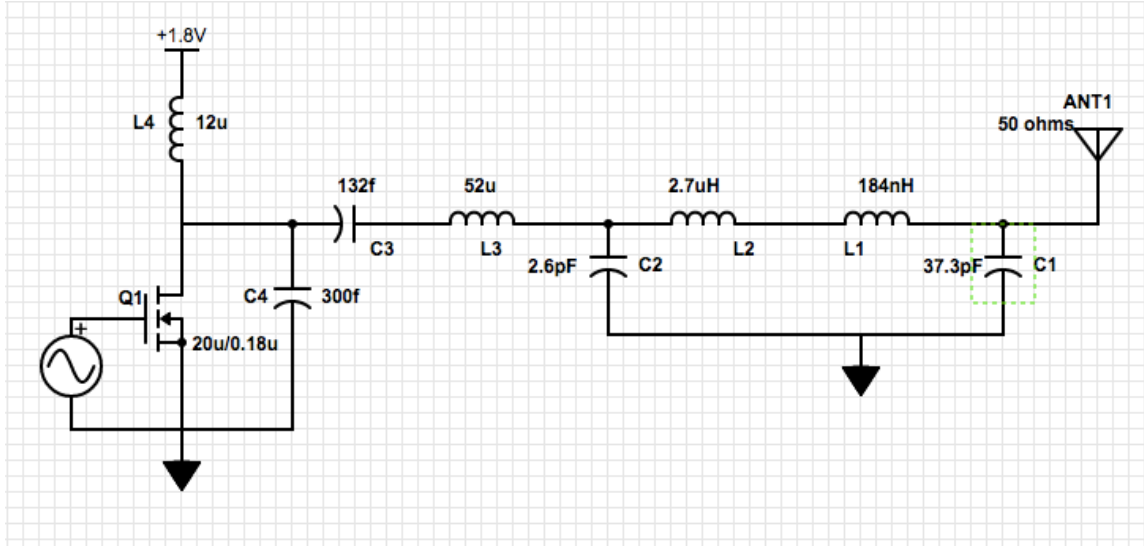 +1.8V
ANT1
50 ohms
L4 12u
132f 52u 2.7uH 184nH
C3 L3 L2 L1
2.6pF C2 37.3pF C1
Q1 C4 300f
+
20u/0.18u